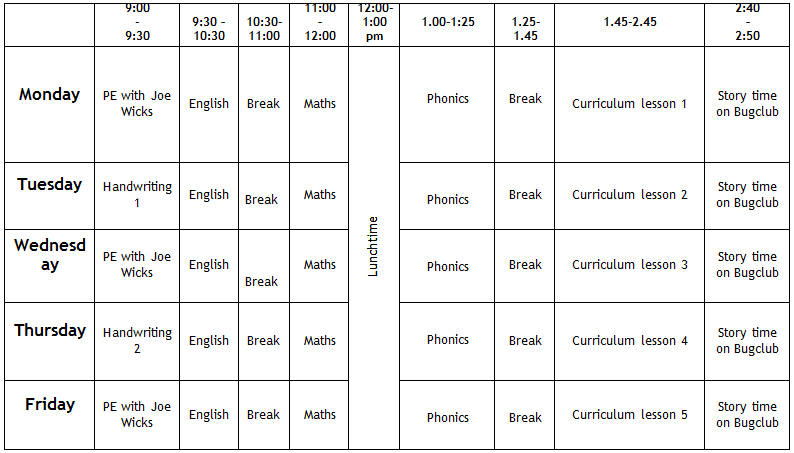 9:00 - 9:30
9:30 - 10:30
10:30- 11:00
11:00 - 12:00
12:00- 1:00 pm
1.00-1:25
1.25- 1.45
1.45-2.45
2:40 - 2:50
Monday
PE with Joe Wicks
English
Break
Maths
Lunchtime
Phonics
Break
Curriculum lesson 1
Story time on Bugclub
Tuesday
Handwriting 1
English
Break
Maths
Phonics
Break
Curriculum lesson 2
Story time on Bugclub
Wednesd ay
PE with Joe Wicks
English
Break
Maths
Phonics
Break
Curriculum lesson 3
Story time on Bugclub
Thursday
Handwriting 2
English
Break
Maths
Phonics
Break
Curriculum lesson 4
Story time on Bugclub
Friday
PE with Joe Wicks
English
Break
Maths
Phonics
Break
Curriculum lesson 5
Story time on Bugclub